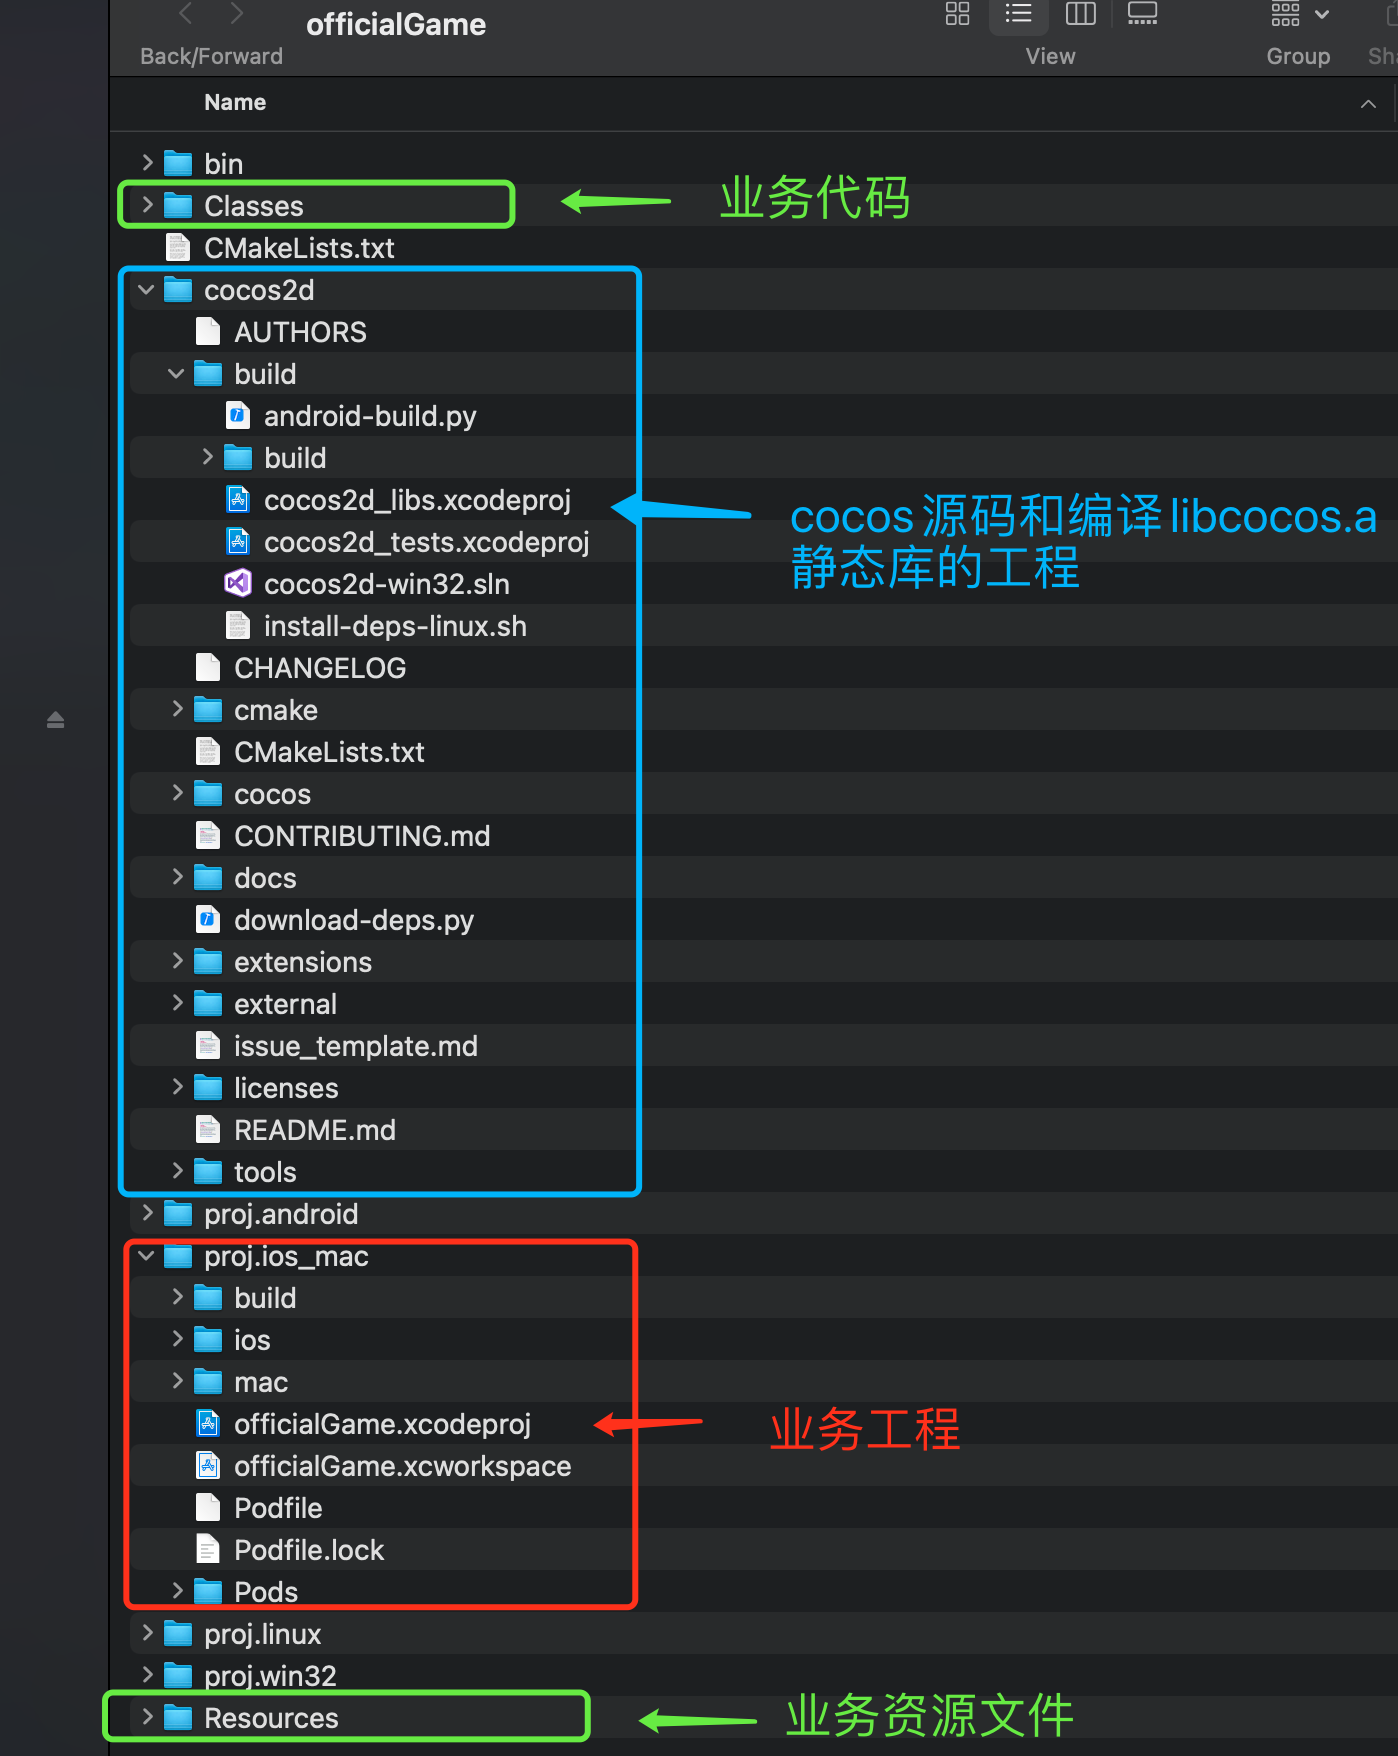 officialGame
Back/Forward
View
Group
Sha
Name
bin
Classes
业务代码
CMakeLists.txt
cocos2d
AUTHORS
build
android-build.py
build
cocos2d_libs.xcodeproj
cocos源码和编译libcocos.a
静态库的工程
cocos2d_tests.xcodeproj
cocos2d-win32.sln
install-deps-linux.sh
CHANGELOG
cmake
CMakeLists.txt
cocos
CONTRIBUTING.md
docs
download-deps.py
extensions
external
issue_template.md
licenses
README.md
tools
proj.android
proj.ios_mac
build
ios
mac
officialGame.xcodeproj
业务工程
officialGame.xcworkspace
Podfile
Podfile.lock
Pods
proj.linux
proj.win32
Resources
业务资源文件